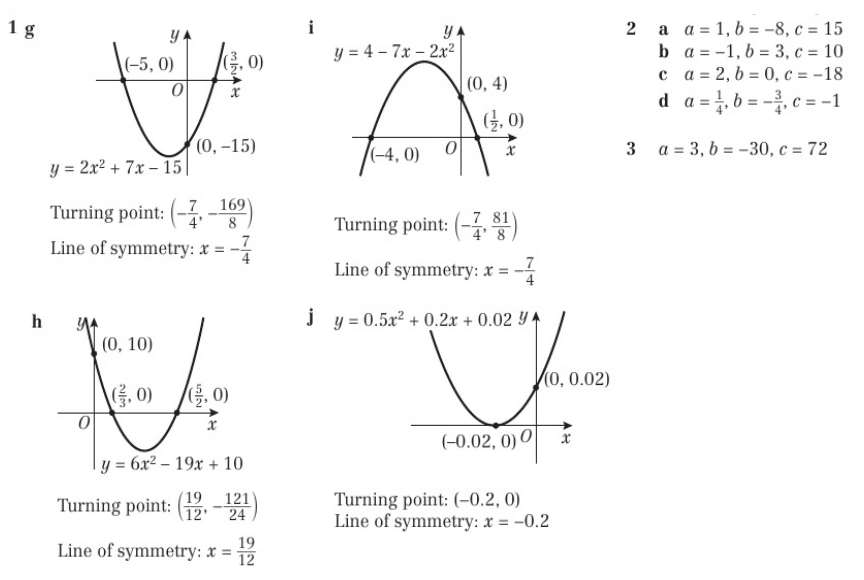 1 g
y
(–5, 0)
(3/2, 0)
O
x
(0, –15)
y = 2x² + 7x – 15
Turning point: (–7/4, –169/8)
Line of symmetry: x = –7/4
h
y
(0, 10)
(2/3, 0)
(5/2, 0)
O
x
y = 6x² – 19x + 10
Turning point: (19/12, –121/24)
Line of symmetry: x = 19/12
i
y
y = 4 – 7x – 2x²
(0, 4)
(1/2, 0)
(–4, 0)
O
x
Turning point: (–7/4, 81/8)
Line of symmetry: x = –7/4
j
y = 0.5x² + 0.2x + 0.02
y
(0, 0.02)
(–0.02, 0)
O
x
Turning point: (–0.2, 0)
Line of symmetry: x = –0.2
2 a a = 1, b = –8, c = 15
b a = –1, b = 3, c = 10
c a = 2, b = 0, c = –18
d a = 1/4, b = –3/4, c = –1
3 a = 3, b = –30, c = 72